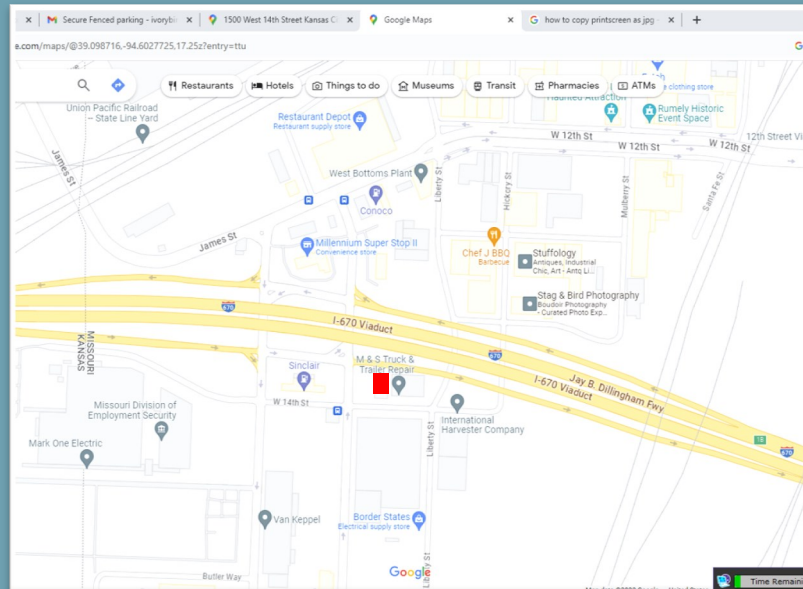 Secure Fenced parking - ivorybi
1500 West 14th Street Kansas Ci
Google Maps
how to copy printscreen as jpg -
e.com/maps/@39.098716,-94.6027725,17.25z?entry=ttu
Restaurants
Hotels
Things to do
Museums
Transit
Pharmacies
ATMs
e clothing store
Union Pacific Railroad
– State Line Yard
Restaurant Depot
Restaurant supply store
Haunted Attraction
Rumely Historic
Event Space
W 12th St
W 12th St
W 12th St
12th Street Vi
James St
West Bottoms Plant
Liberty St
Hickory St
Mulberry St
Santa Fe St
Conoco
James St
Millennium Super Stop II
Convenience store
Chef J BBQ
Barbecue
Stuffology
Antiques, Industrial
Chic, Art - Anto Li...
Stag & Bird Photography
Boudoir Photography
- Curated Photo Exp...
670
I-670 Viaduct
MISSOURI
KANSAS
670
Sinclair
M & S Truck &
Trailer Repair
I-670 Viaduct
Jay B. Dillingham Fwy
W 14th St
Missouri Division of
Employment Security
International
Harvester Company
Liberty St
Mark One Electric
670
Van Keppel
Border States
Electrical supply store
Liberty St
Google
Butler Way
Time Remaini